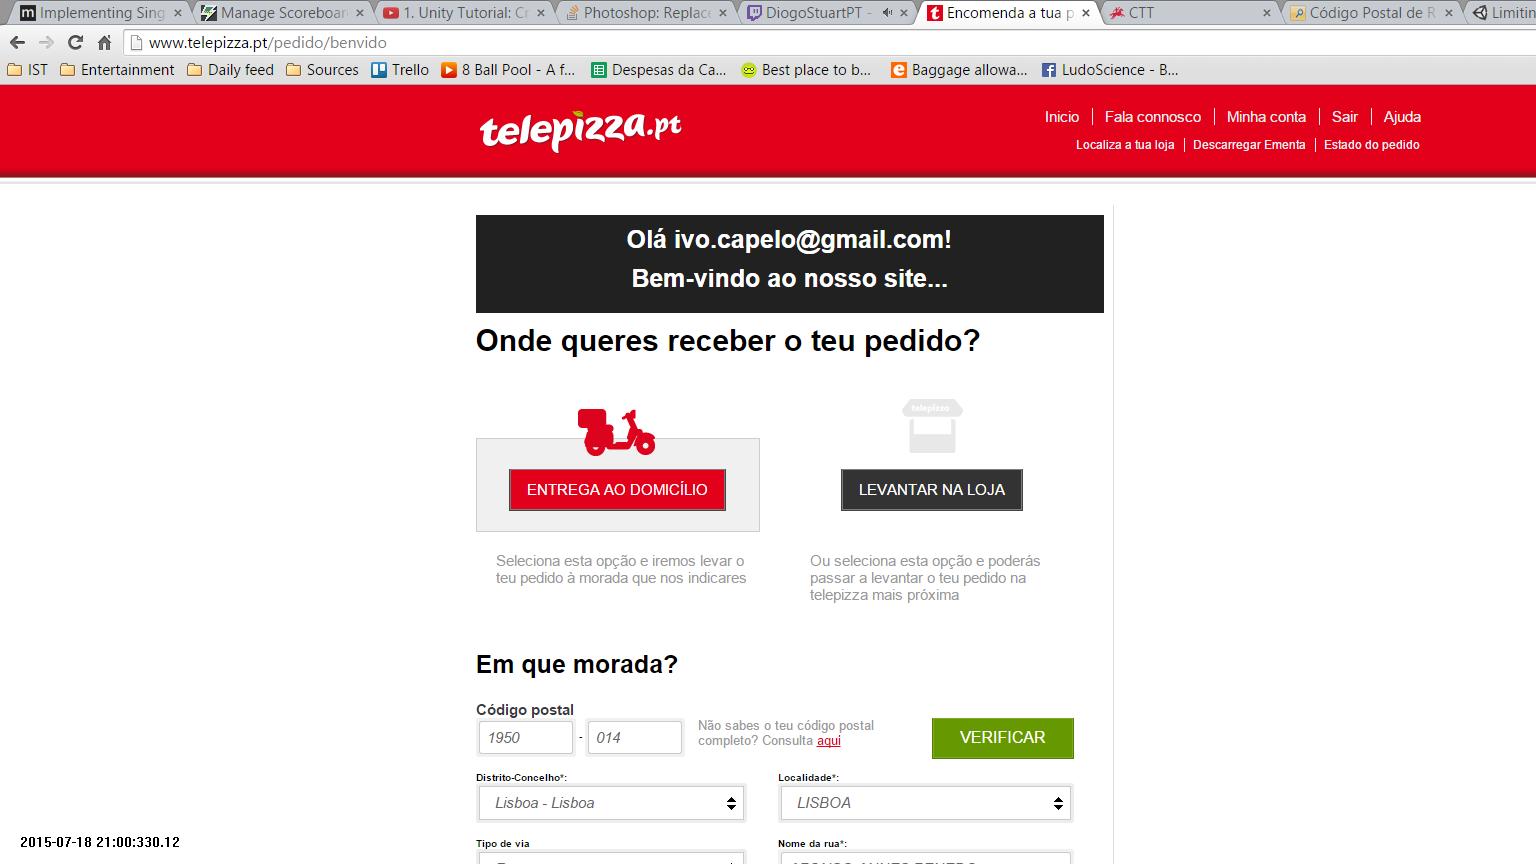 Implementing Sing
Manage Scoreboar
1. Unity Tutorial: Cr
Photoshop: Replace
DiogoStuartPT -
Encomenda a tua p
CTT
Código Postal de R
Limitin
www.telepizza.pt/pedido/benvido
IST
Entertainment
Daily feed
Sources
Trello
8 Ball Pool - A f...
Despesas da Ca...
Best place to b...
Baggage allowa...
LudoScience - B...
telepizza.pt
Inicio
Fala connosco
Minha conta
Sair
Ajuda
Localiza a tua loja
Descarregar Ementa
Estado do pedido
Olá ivo.capelo@gmail.com!
Bem-vindo ao nosso site...
Onde queres receber o teu pedido?
telepizza
ENTREGA AO DOMICÍLIO
LEVANTAR NA LOJA
Seleciona esta opção e iremos levar o
teu pedido à morada que nos indicares
Ou seleciona esta opção e poderás
passar a levantar o teu pedido na
telepizza mais próxima
Em que morada?
Código postal
1950 - 014
Não sabes o teu código postal
completo? Consulta aqui
VERIFICAR
Distrito-Concelho*:
Localidade*:
Lisboa - Lisboa
LISBOA
Tipo de via
Nome da rua*:
2015-07-18 21:00:330.12